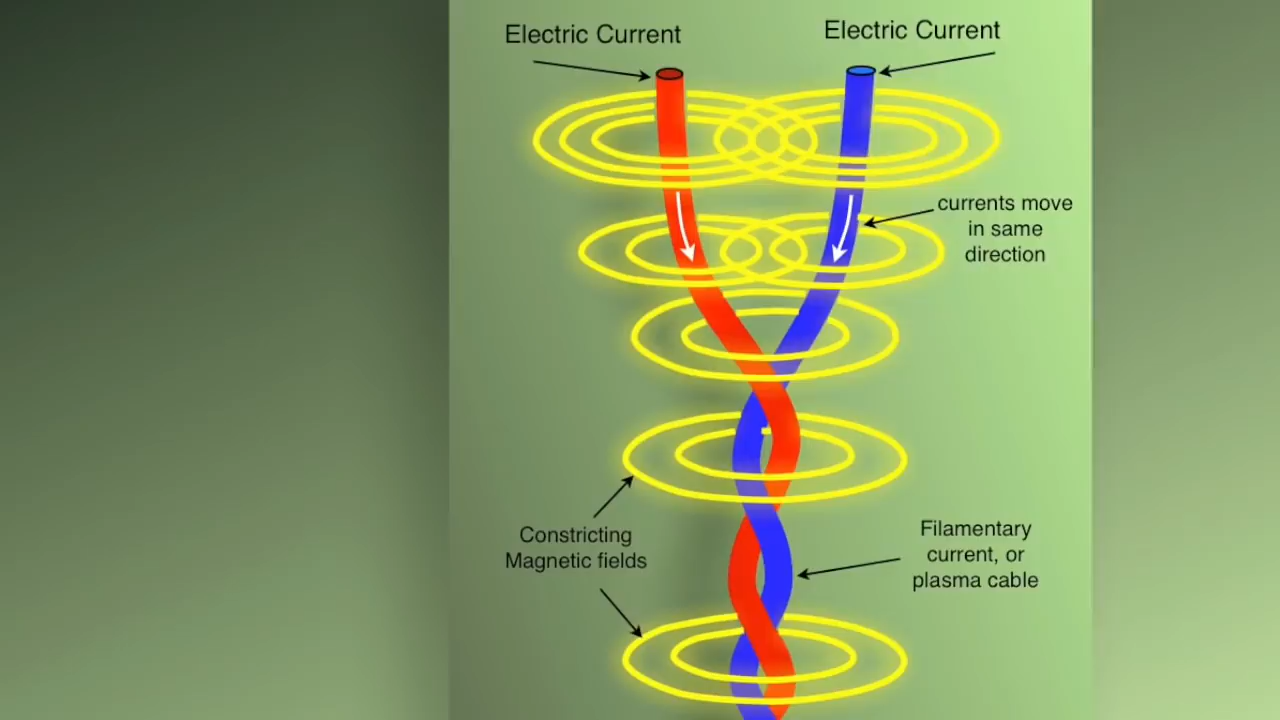 Electric Current
Electric Current
currents move
in same
direction
Constricting
Magnetic fields
Filamentary
current, or
plasma cable